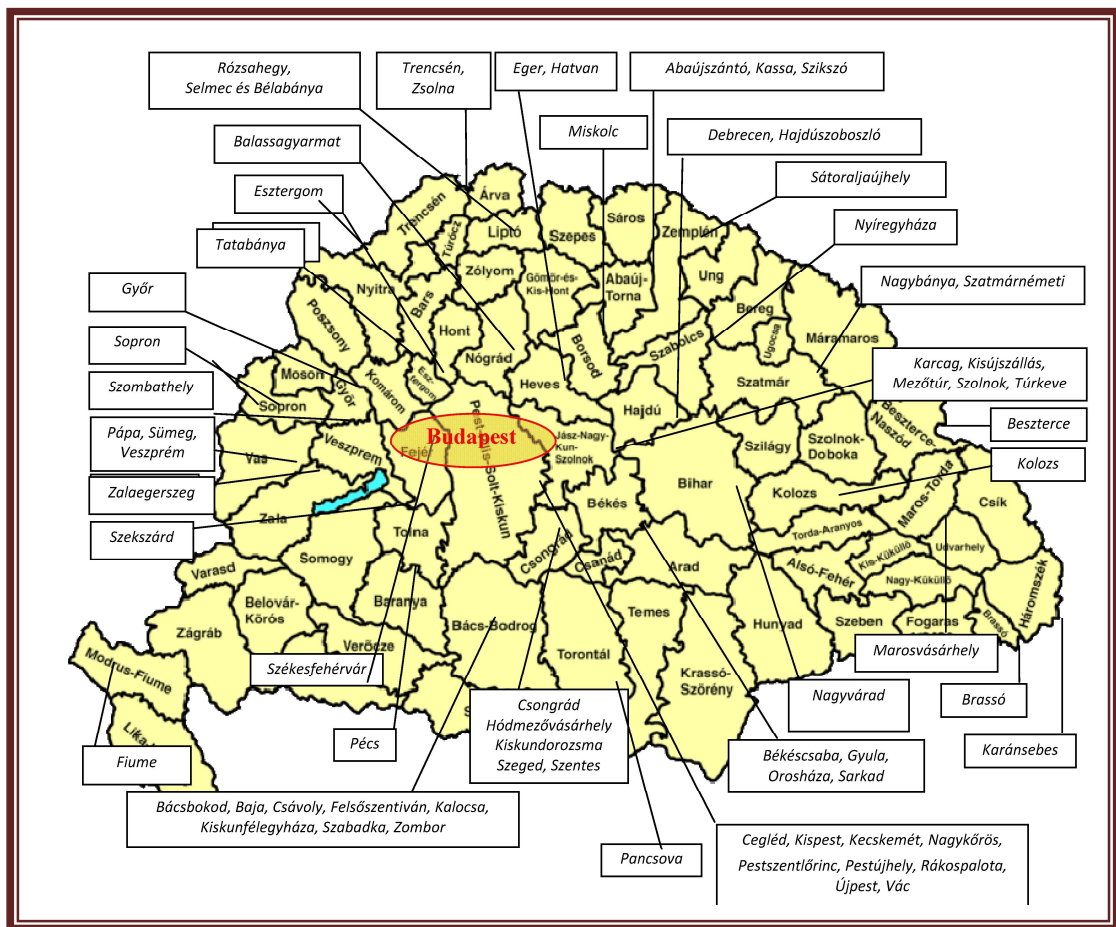 Rózsahegy,
Selmec és Bélabánya
Trencsén,
Zsolna
Eger, Hatvan
Abaújszántó, Kassa, Szikszó
Balassagyarmat
Miskolc
Debrecen, Hajdúszoboszló
Esztergom
Sátoraljaújhely
Tatabánya
Nyíregyháza
Győr
Nagybánya, Szatmárnémeti
Sopron
Szombathely
Karcag, Kisújszállás,
Mezőtúr, Szolnok, Túrkeve
Pápa, Sümeg,
Veszprém
Beszterce
Kolozs
Zalaegerszeg
Szekszárd
Árva
Trencsén
Túrócz
Liptó
Szepes
Sáros
Zemplén
Zólyom
Gömör-és-
Kis-Hont
Abaúj-
Torna
Ung
Nyitra
Bars
Bereg
Ugocsa
Máramaros
Poszsony
Hont
Nógrád
Borsod
Szabolcs
Szatmár
Moson
Győr
Komárom
Esz-
tergom
Heves
Hajdú
Sopron
Budapest
Pest-Pilis-Solt-Kiskun
Jász-Nagy-
Kun-
Szolnok
Szilágy
Szolnok-
Doboka
Beszterce-
Naszód
Vas
Veszprem
Fejér
Bihar
Kolozs
Maros-Torda
Csík
Békés
Zala
Tolna
Csongrád
Csanád
Torda-Aranyos
Kis-Küküllő
Udvarhely
Somogy
Arad
Alsó-Fehér
Nagy-Küküllő
Háromszék
Varasd
Belovár-
Körös
Baranya
Bács-Bodrog
Temes
Hunyad
Szeben
Fogaras
Brassó
Zágráb
Verőcze
Torontál
Krassó-
Szörény
Modrus-Fiume
Székesfehérvár
Marosvásárhely
Nagyvárad
Brassó
Karánsebes
Csongrád
Hódmezővásárhely
Kiskundorozsma
Szeged, Szentes
Pécs
Fiume
Békéscsaba, Gyula,
Orosháza, Sarkad
Bácsbokod, Baja, Csávoly, Felsőszentiván, Kalocsa,
Kiskunfélegyháza, Szabadka, Zombor
Pancsova
Cegléd, Kispest, Kecskemét, Nagykőrös,
Pestszentlőrinc, Pestújhely, Rákospalota,
Újpest, Vác